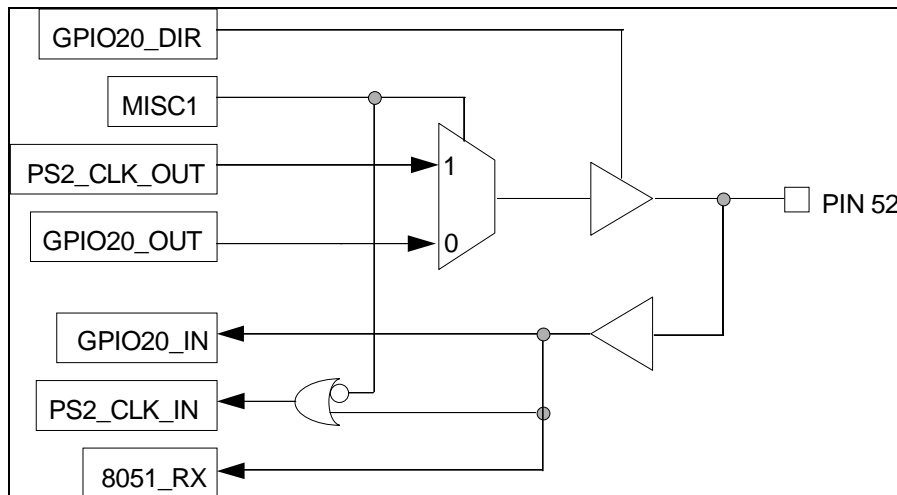 GPIO20_DIR
MISC1
PS2_CLK_OUT
1
PIN 52
GPIO20_OUT
0
GPIO20_IN
PS2_CLK_IN
8051_RX